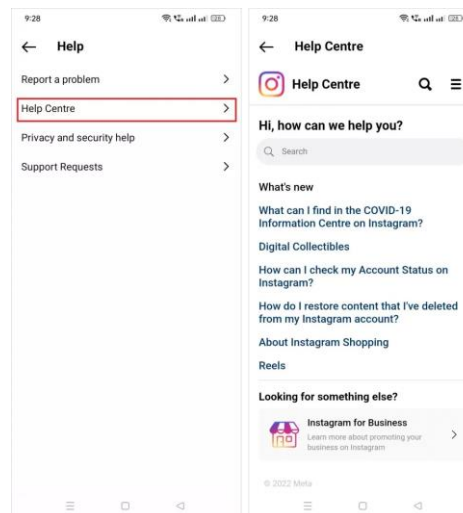 9:28
Help
Report a problem
Help Centre
Privacy and security help
Support Requests
9:28
Help Centre
Help Centre
Hi, how can we help you?
Search
What's new
What can I find in the COVID-19
Information Centre on Instagram?
Digital Collectibles
How can I check my Account Status on
Instagram?
How do I restore content that I've deleted
from my Instagram account?
About Instagram Shopping
Reels
Looking for something else?
Instagram for Business
Learn more about promoting your
business on Instagram
© 2022 Meta